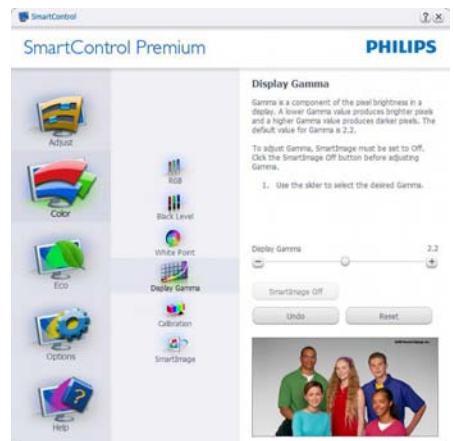 SmartControl
SmartControl Premium
PHILIPS
Adjust
Color
Eco
Options
Help
RGB
Black Level
White Point
Display Gamma
Calibration
SmartImage
Display Gamma
Gamma is a component of the pixel brightness in a
display. A lower Gamma value produces brighter pixels
and a higher Gamma value produces darker pixels. The
default value for Gamma is 2.2.
To adjust Gamma, SmartImage must be set to Off.
Click the SmartImage Off button before adjusting
Gamma.
1. Use the slider to select the desired Gamma.
Display Gamma 2.2
SmartImage Off
Undo Reset